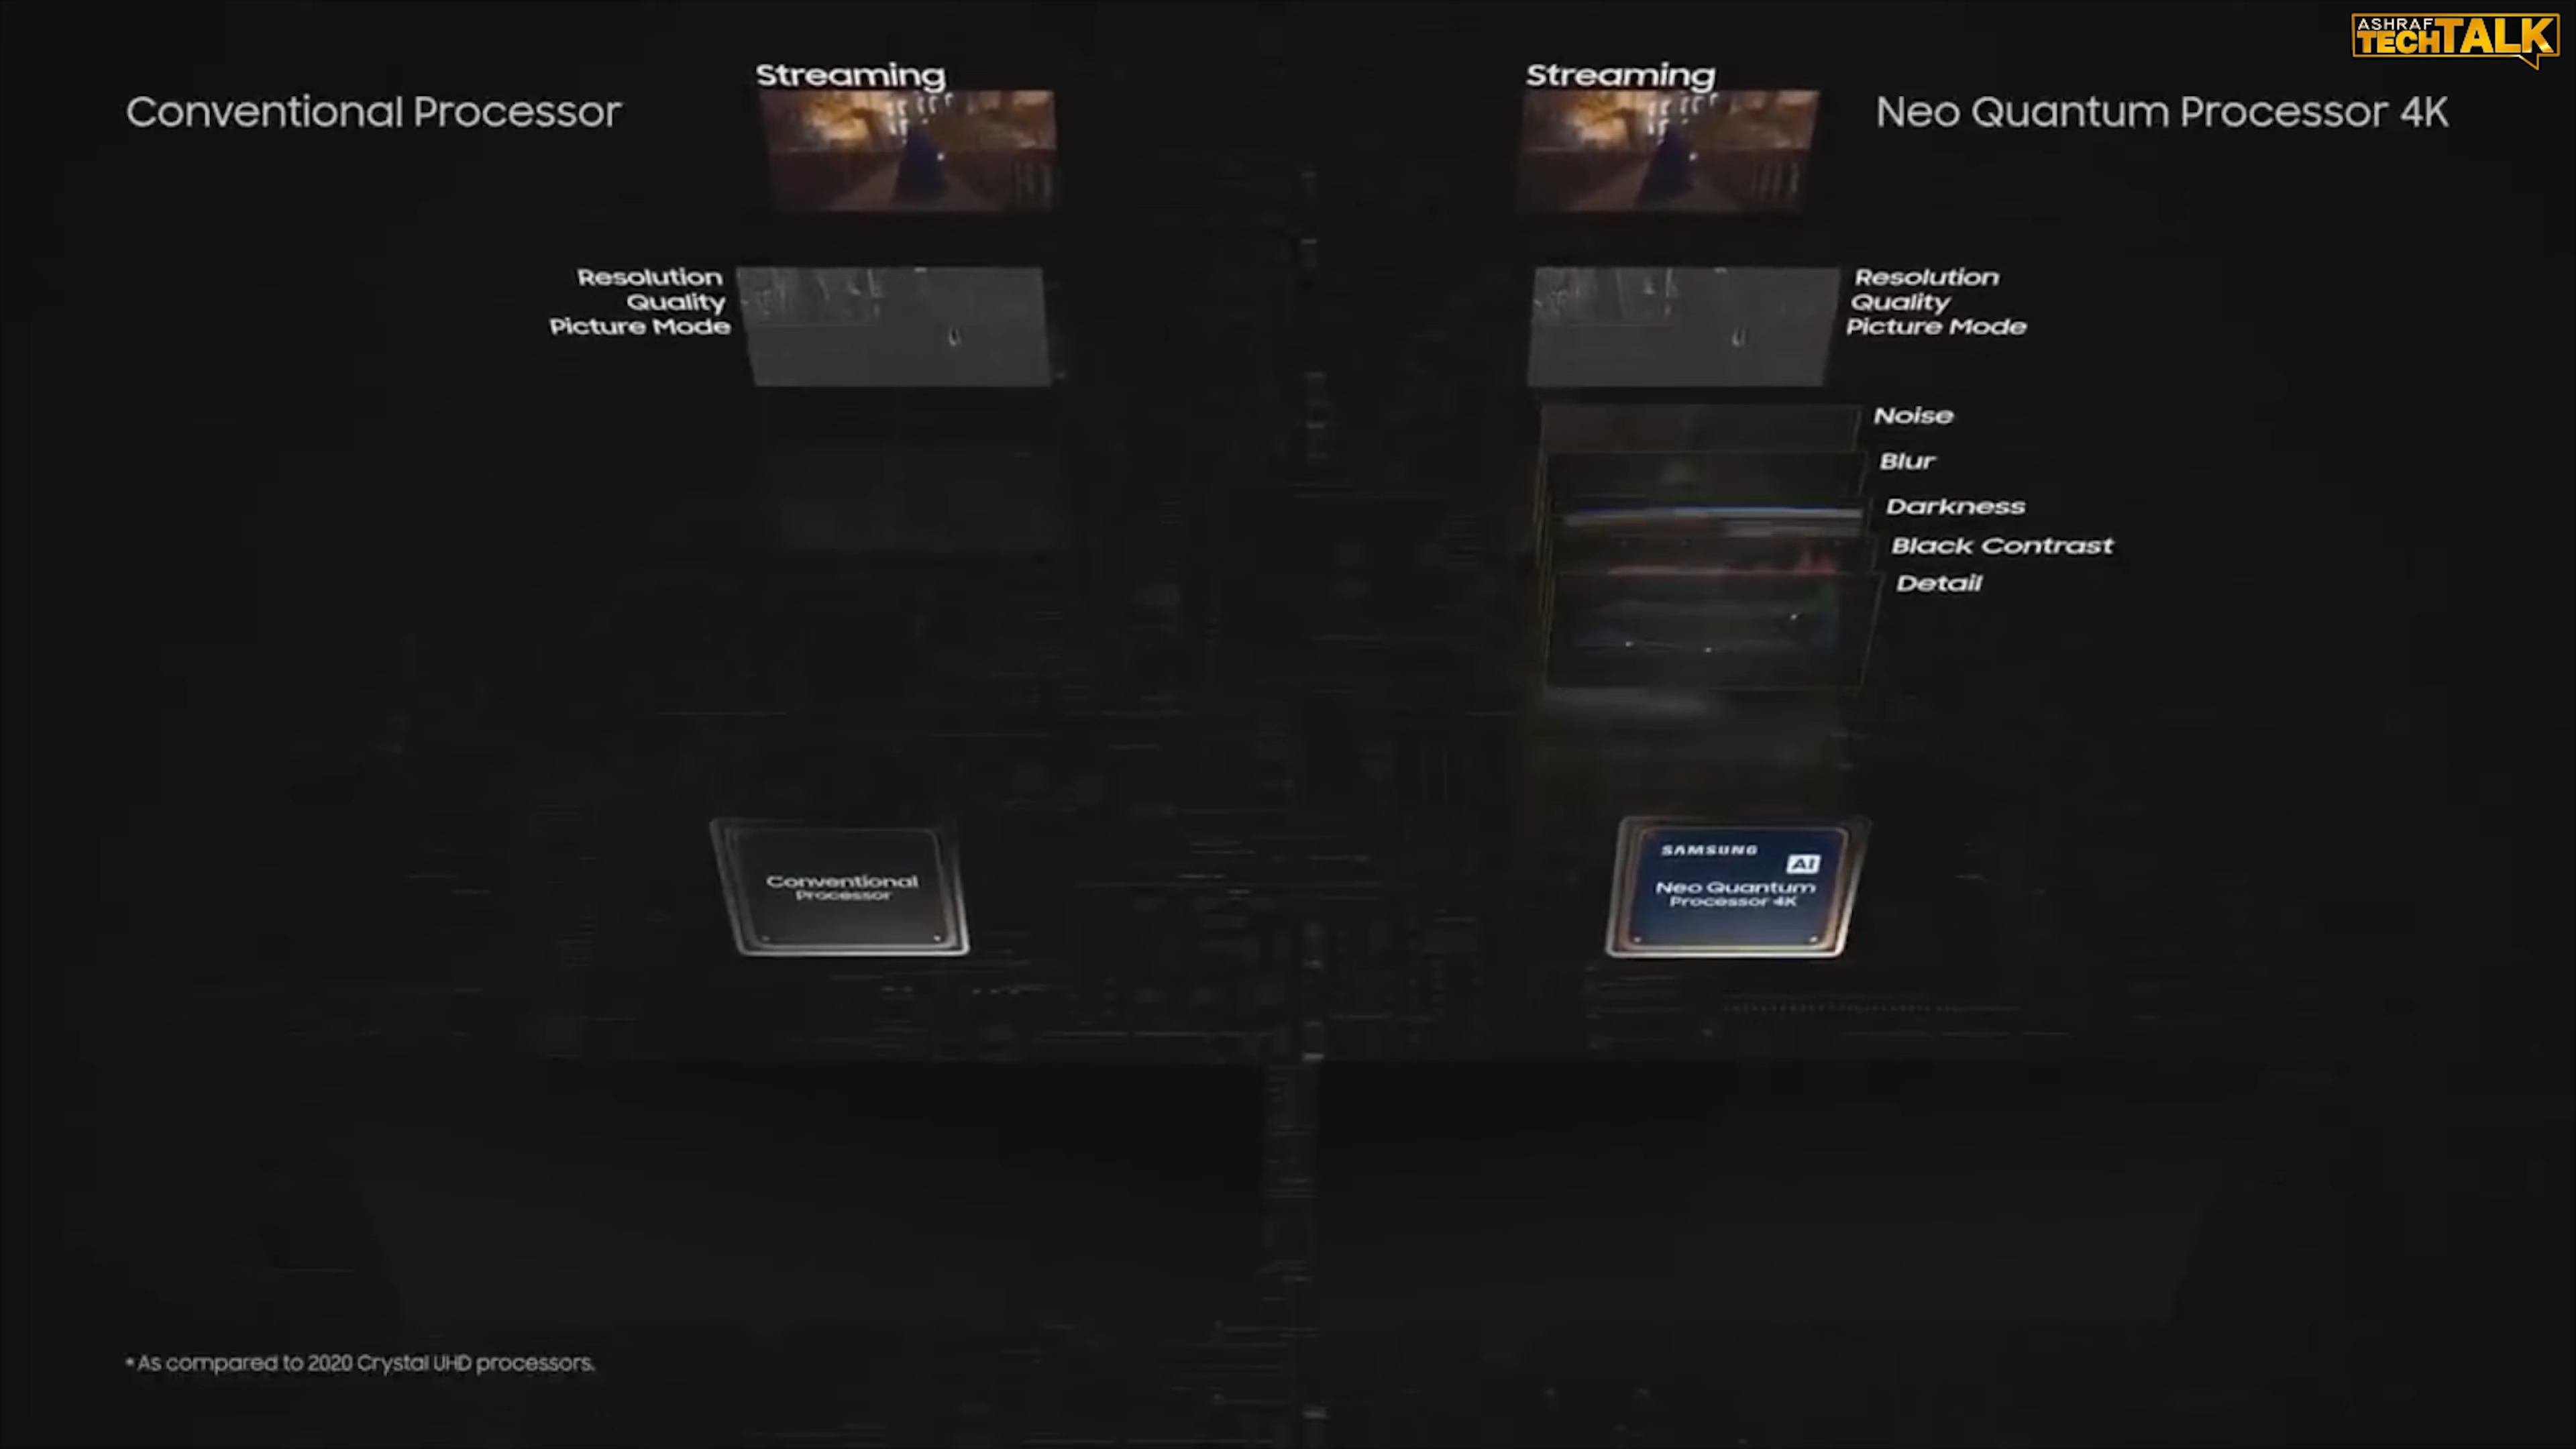 ASHRAF
TECHTALK
Conventional Processor
Streaming
Resolution
Quality
Picture Mode
Conventional
Processor
Streaming
Neo Quantum Processor 4K
Resolution
Quality
Picture Mode
Noise
Blur
Darkness
Black Contrast
Detail
SAMSUNG
AI
Neo Quantum
Processor 4K
*As compared to 2020 Crystal UHD processors.